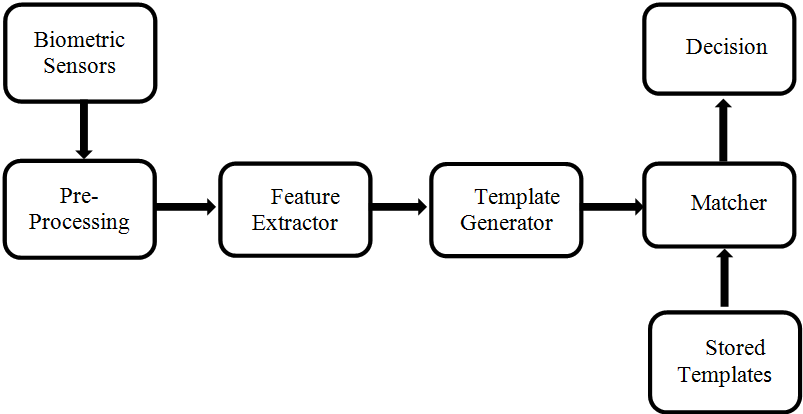 Biometric
Sensors
Decision
Pre-
Processing
Feature
Extractor
Template
Generator
Matcher
Stored
Templates